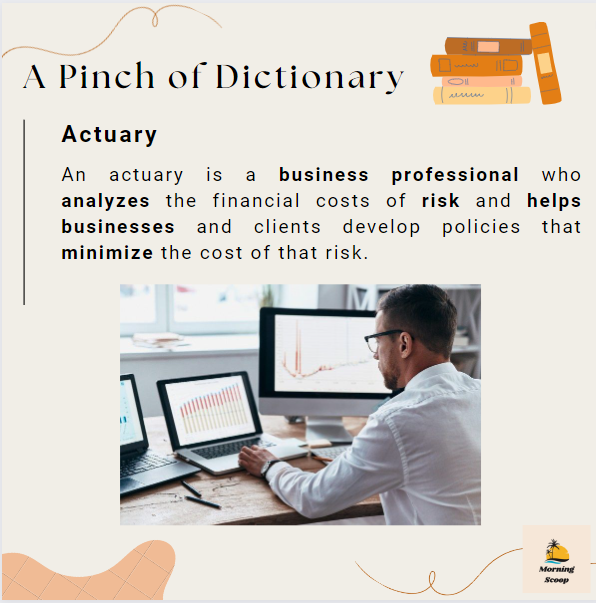 A Pinch of Dictionary
Actuary
An actuary is a business professional who
analyzes the financial costs of risk and helps
businesses and clients develop policies that
minimize the cost of that risk.
Morning
Scoop